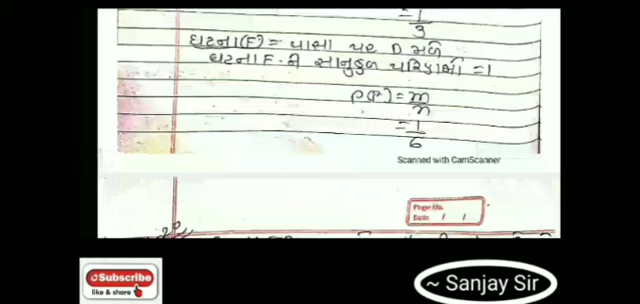 = 1
3
ઘટના(F) = પાસા પર D મળે
ઘટના F ને સાનુકુળ પરિણામો = 1
P(F) = m
n
= 1
6
Scanned with CamScanner
Page No.
Date / /
Subscribe
like & share
~ Sanjay Sir